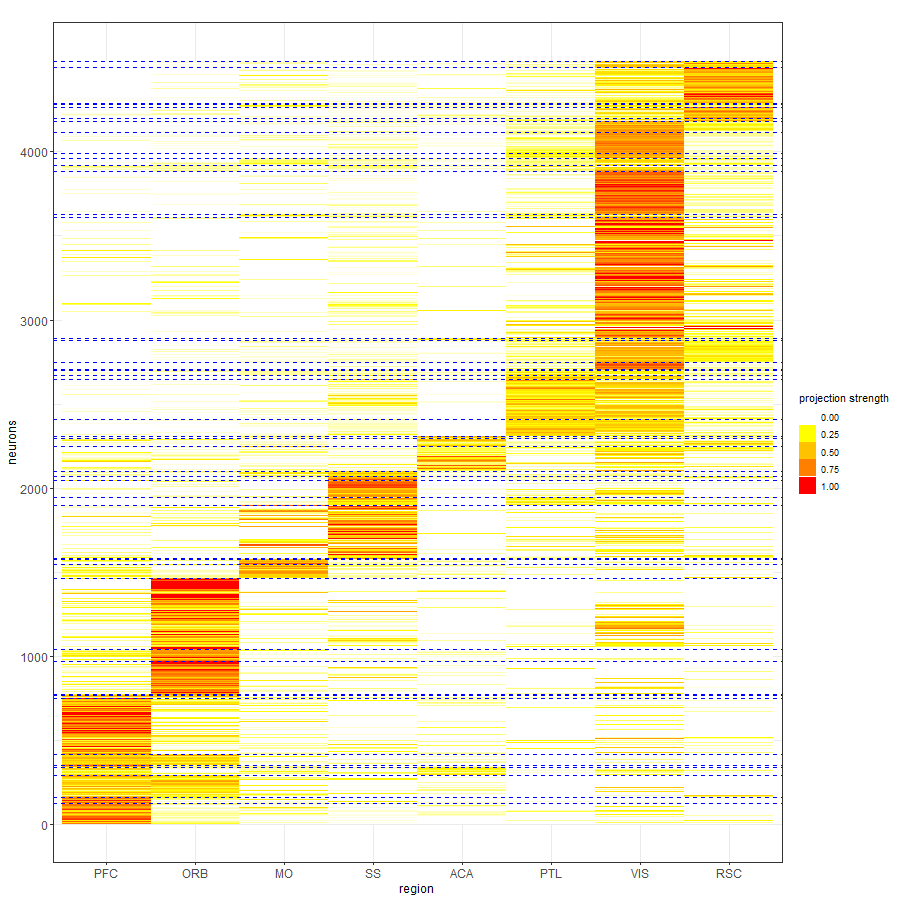 4000
3000
2000
1000
0
neurons
PFC ORB MO SS ACA PTL VIS RSC
region
projection strength
0.00
0.25
0.50
0.75
1.00